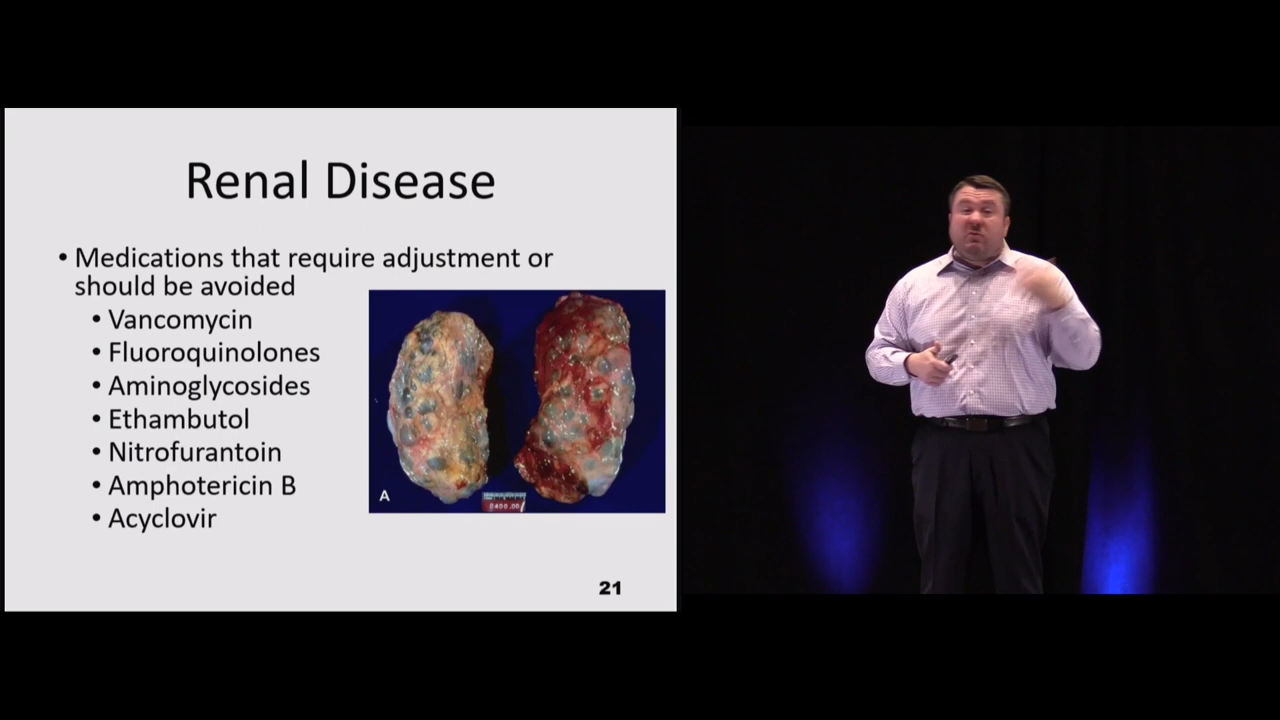 Renal Disease
• Medications that require adjustment or
should be avoided
• Vancomycin
• Fluoroquinolones
• Aminoglycosides
• Ethambutol
• Nitrofurantoin
• Amphotericin B
• Acyclovir
A
21